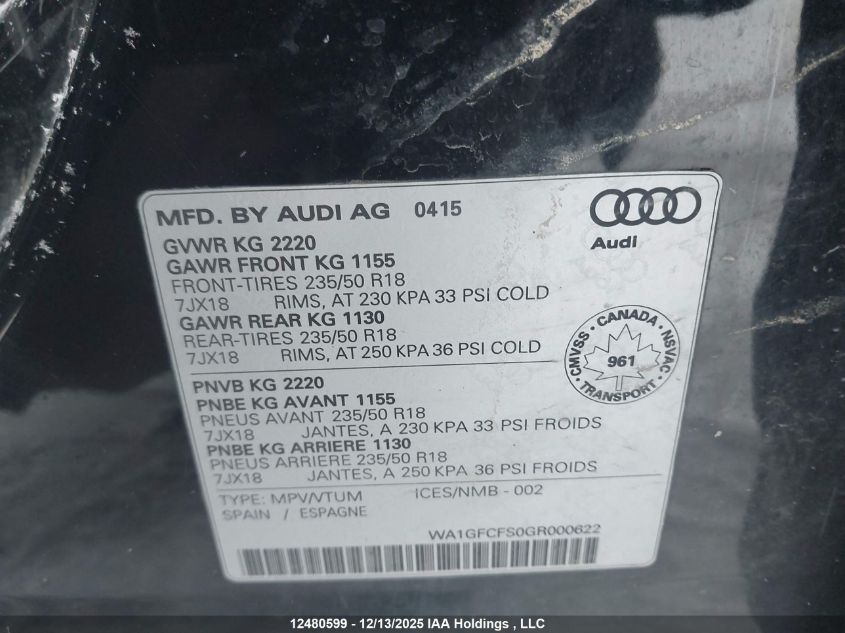 MFD. BY AUDI AG 0415
Audi
GVWR KG 2220
GAWR FRONT KG 1155
FRONT-TIRES 235/50 R18
7JX18 RIMS, AT 230 KPA 33 PSI COLD
GAWR REAR KG 1130
REAR-TIRES 235/50 R18
7JX18 RIMS, AT 250 KPA 36 PSI COLD
CMVSS • CANADA • NSVAC • TRANSPORT •
961
PNVB KG 2220
PNBE KG AVANT 1155
PNEUS AVANT 235/50 R18
7JX18 JANTES, A 230 KPA 33 PSI FROIDS
PNBE KG ARRIERE 1130
PNEUS ARRIERE 235/50 R18
7JX18 JANTES, A 250 KPA 36 PSI FROIDS
TYPE: MPV/VTUM ICES/NMB - 002
SPAIN / ESPAGNE
WA1GFCFS0GR000622
12480599 - 12/13/2025 IAA Holdings , LLC